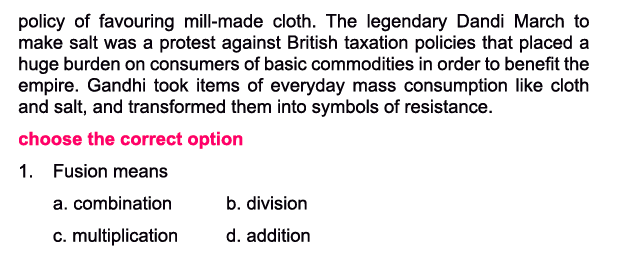 policy of favouring mill-made cloth. The legendary Dandi March to
make salt was a protest against British taxation policies that placed a
huge burden on consumers of basic commodities in order to benefit the
empire. Gandhi took items of everyday mass consumption like cloth
and salt, and transformed them into symbols of resistance.
choose the correct option
1. Fusion means
a. combination b. division
c. multiplication d. addition